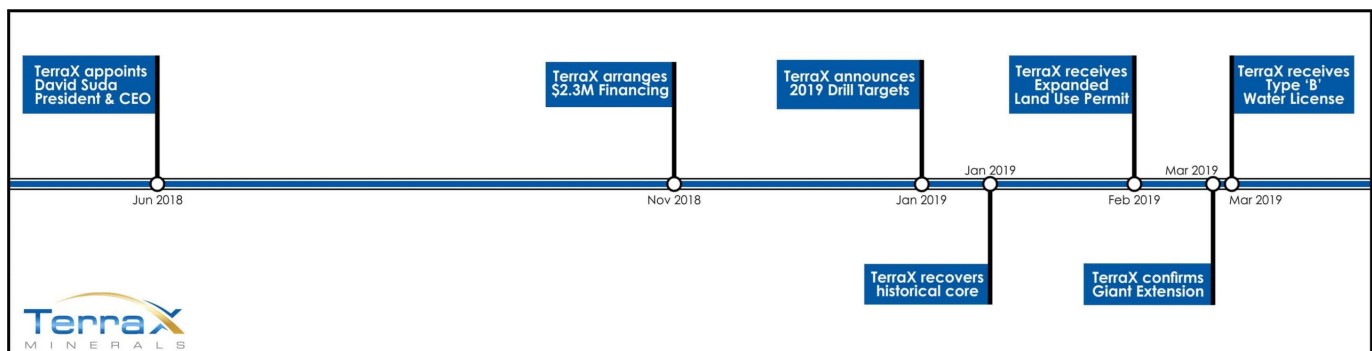 TerraX appoints
David Suda
President & CEO
TerraX arranges
$2.3M Financing
TerraX announces
2019 Drill Targets
TerraX receives
Expanded
Land Use Permit
TerraX receives
Type ‘B’
Water License
Jan 2019
Mar 2019
Jun 2018
Nov 2018
Jan 2019
Feb 2019
Mar 2019
TerraX recovers
historical core
TerraX confirms
Giant Extension
TerraX
MINERALS